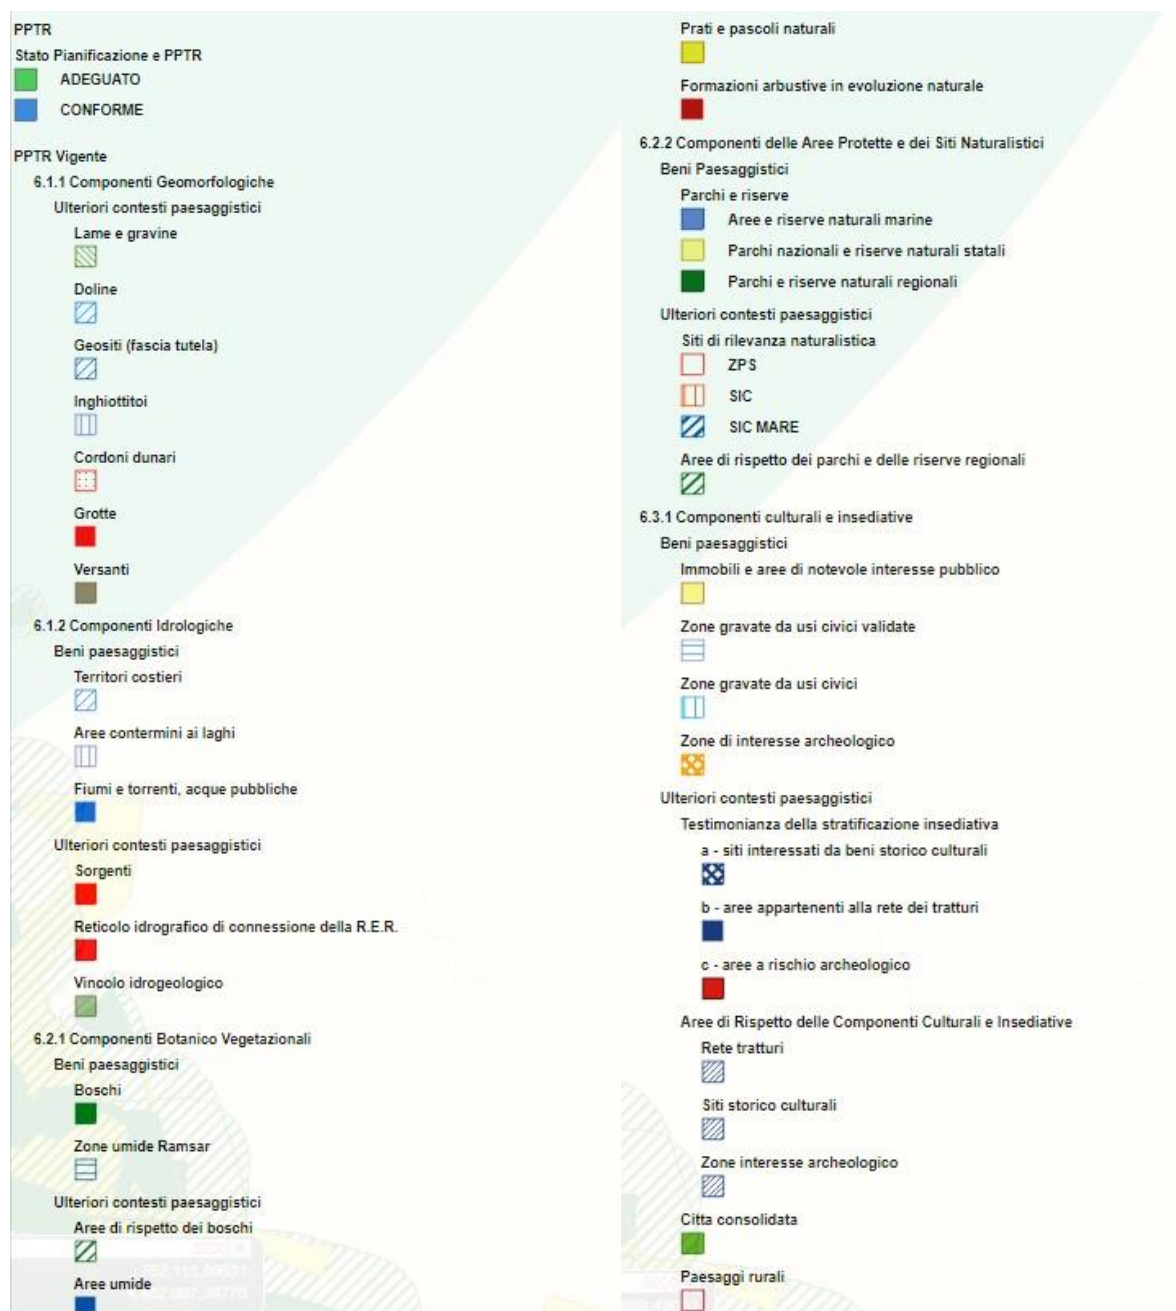 PPTR
Stato Pianificazione e PPTR
ADEGUATO
CONFORME
PPTR Vigente
6.1.1 Componenti Geomorfologiche
Ulteriori contesti paesaggistici
Lame e gravine
Doline
Geositi (fascia tutela)
Inghiottitoi
Cordoni dunari
Grotte
Versanti
6.1.2 Componenti Idrologiche
Beni paesaggistici
Territori costieri
Aree contermini ai laghi
Fiumi e torrenti, acque pubbliche
Ulteriori contesti paesaggistici
Sorgenti
Reticolo idrografico di connessione della R.E.R.
Vincolo idrogeologico
6.2.1 Componenti Botanico Vegetazionali
Beni paesaggistici
Boschi
Zone umide Ramsar
Ulteriori contesti paesaggistici
Aree di rispetto dei boschi
Aree umide
Prati e pascoli naturali
Formazioni arbustive in evoluzione naturale
6.2.2 Componenti delle Aree Protette e dei Siti Naturalistici
Beni Paesaggistici
Parchi e riserve
Aree e riserve naturali marine
Parchi nazionali e riserve naturali statali
Parchi e riserve naturali regionali
Ulteriori contesti paesaggistici
Siti di rilevanza naturalistica
ZPS
SIC
SIC MARE
Aree di rispetto dei parchi e delle riserve regionali
6.3.1 Componenti culturali e insediative
Beni paesaggistici
Immobili e aree di notevole interesse pubblico
Zone gravate da usi civici validate
Zone gravate da usi civici
Zone di interesse archeologico
Ulteriori contesti paesaggistici
Testimonianza della stratificazione insediativa
a - siti interessati da beni storico culturali
b - aree appartenenti alla rete dei tratturi
c - aree a rischio archeologico
Aree di Rispetto delle Componenti Culturali e Insediative
Rete tratturi
Siti storico culturali
Zone interesse archeologico
Citta consolidata
Paesaggi rurali